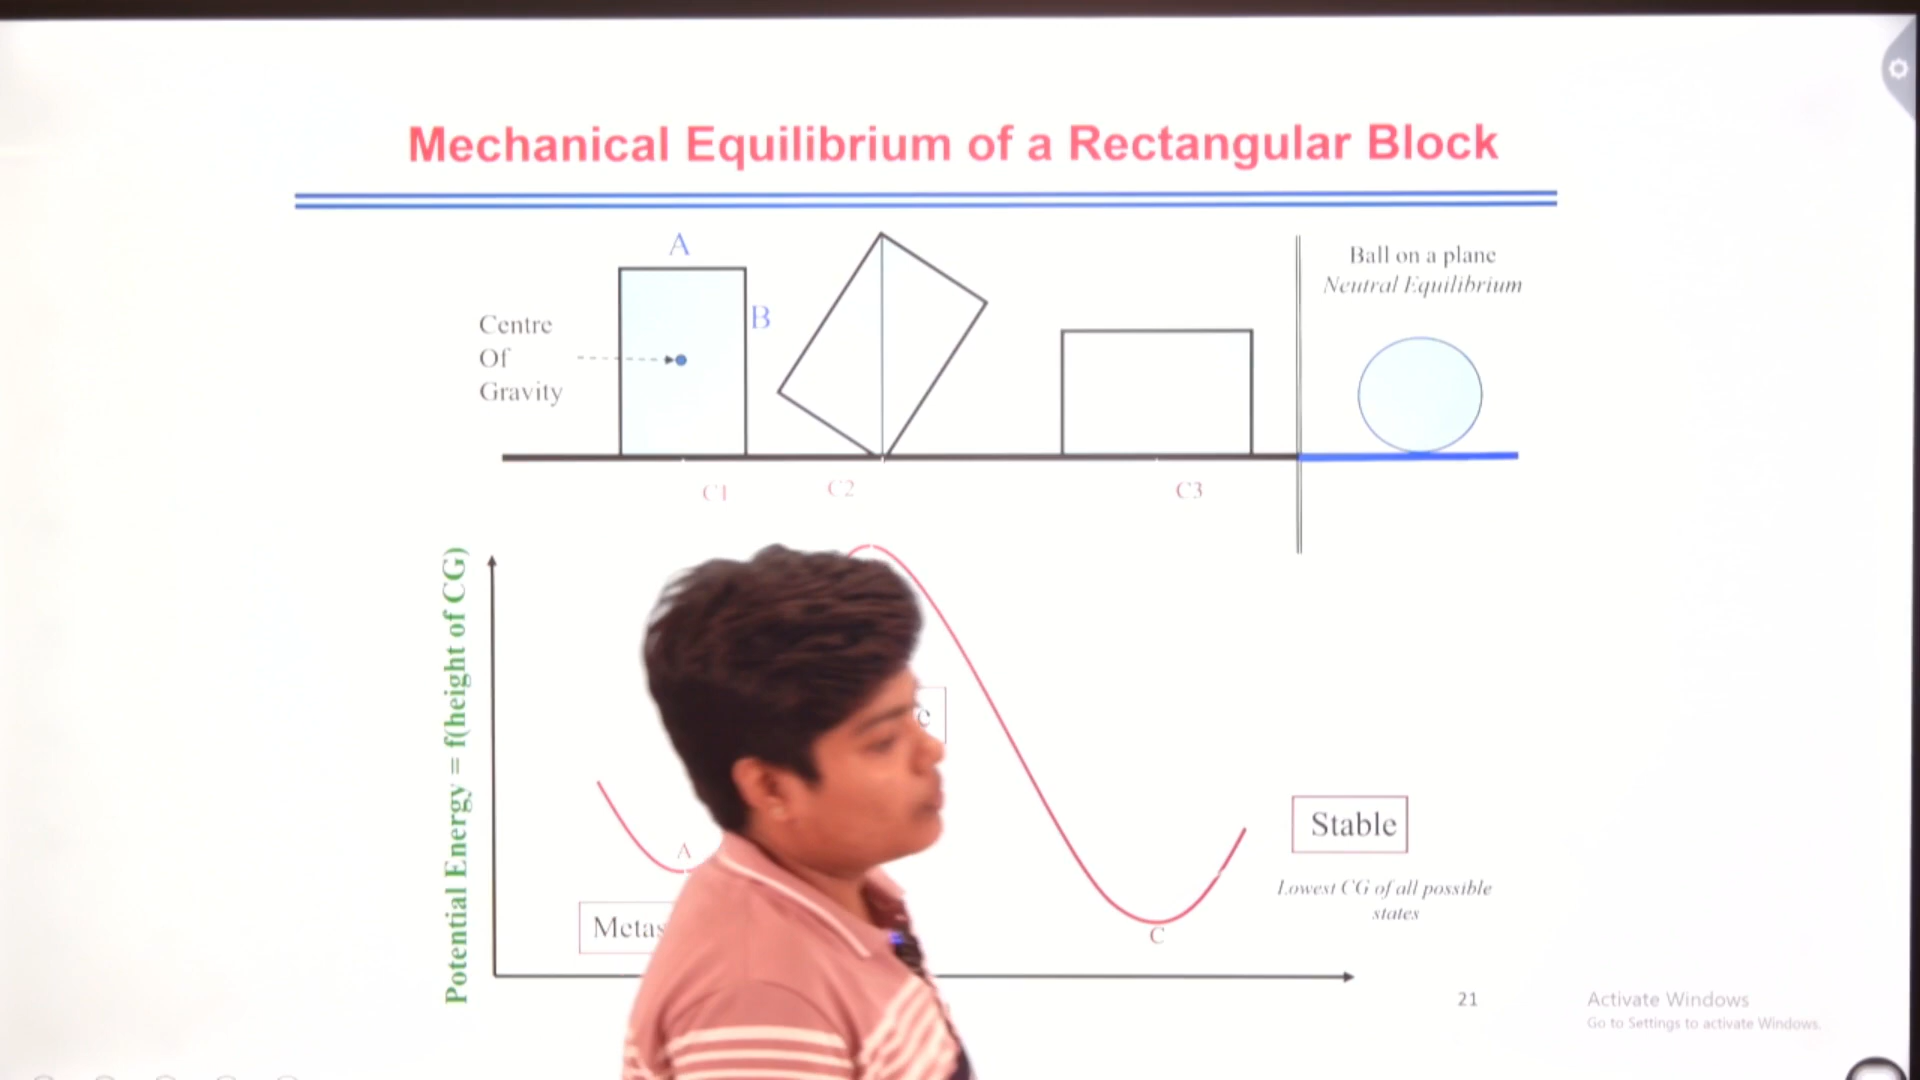 Mechanical Equilibrium of a Rectangular Block
A
B
Centre
Of
Gravity
Ball on a plane
Neutral Equilibrium
C1
C2
C3
Potential Energy = f(height of CG)
A
C
Stable
Lowest CG of all possible
states
21
Activate Windows
Go to Settings to activate Windows.